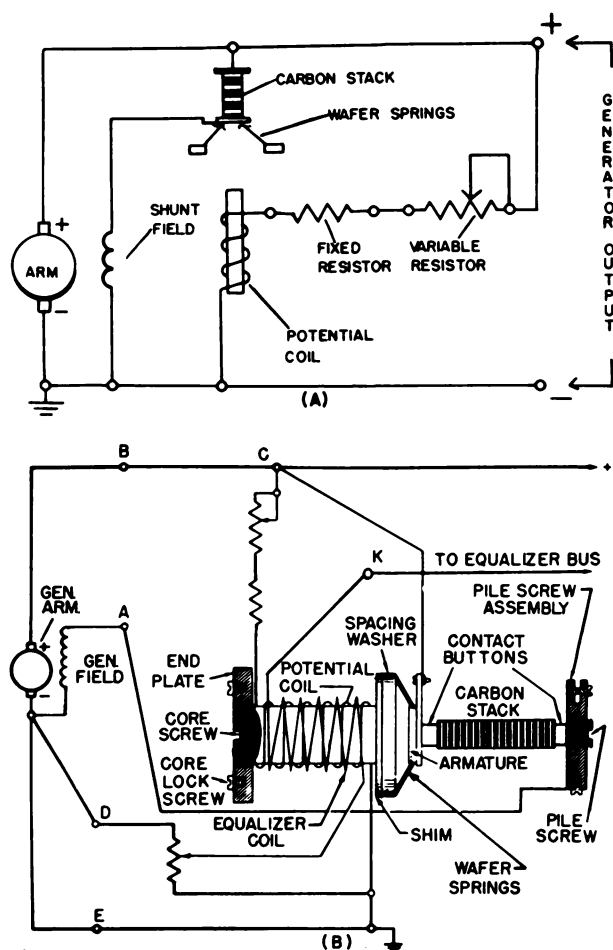 +
CARBON STACK
WAFER SPRINGS
GENERATOR OUTPUT
+
SHUNT
FIELD
ARM
FIXED
RESISTOR
VARIABLE
RESISTOR
−
POTENTIAL
COIL
(A)
−
B
C
+
K
TO EQUALIZER BUS
GEN.
ARM.
A
PILE SCREW
ASSEMBLY
SPACING
WASHER
+
GEN.
FIELD
END
PLATE
POTENTIAL
COIL
CONTACT
BUTTONS
CARBON
STACK
−
CORE
SCREW
ARMATURE
CORE
LOCK
SCREW
D
EQUALIZER
COIL
SHIM
PILE
SCREW
WAFER
SPRINGS
E
(B)